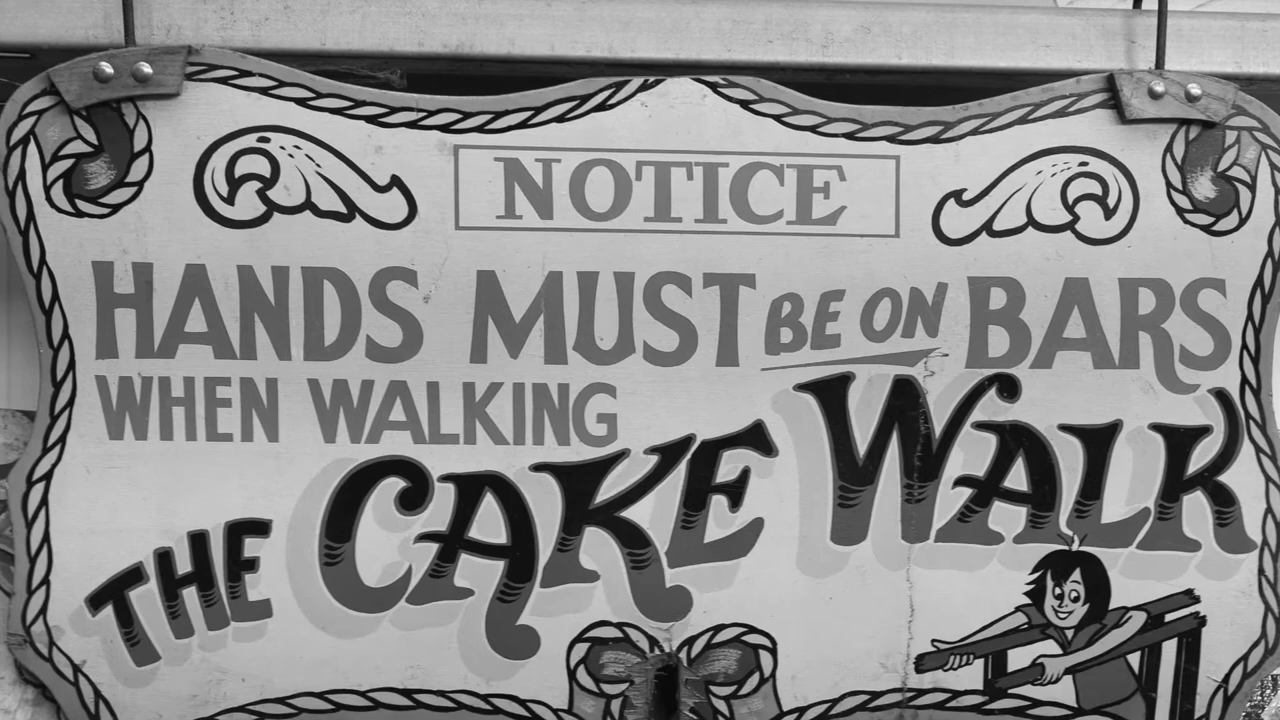 NOTICE
HANDS MUST BE ON BARS
WHEN WALKING
THE CAKE WALK